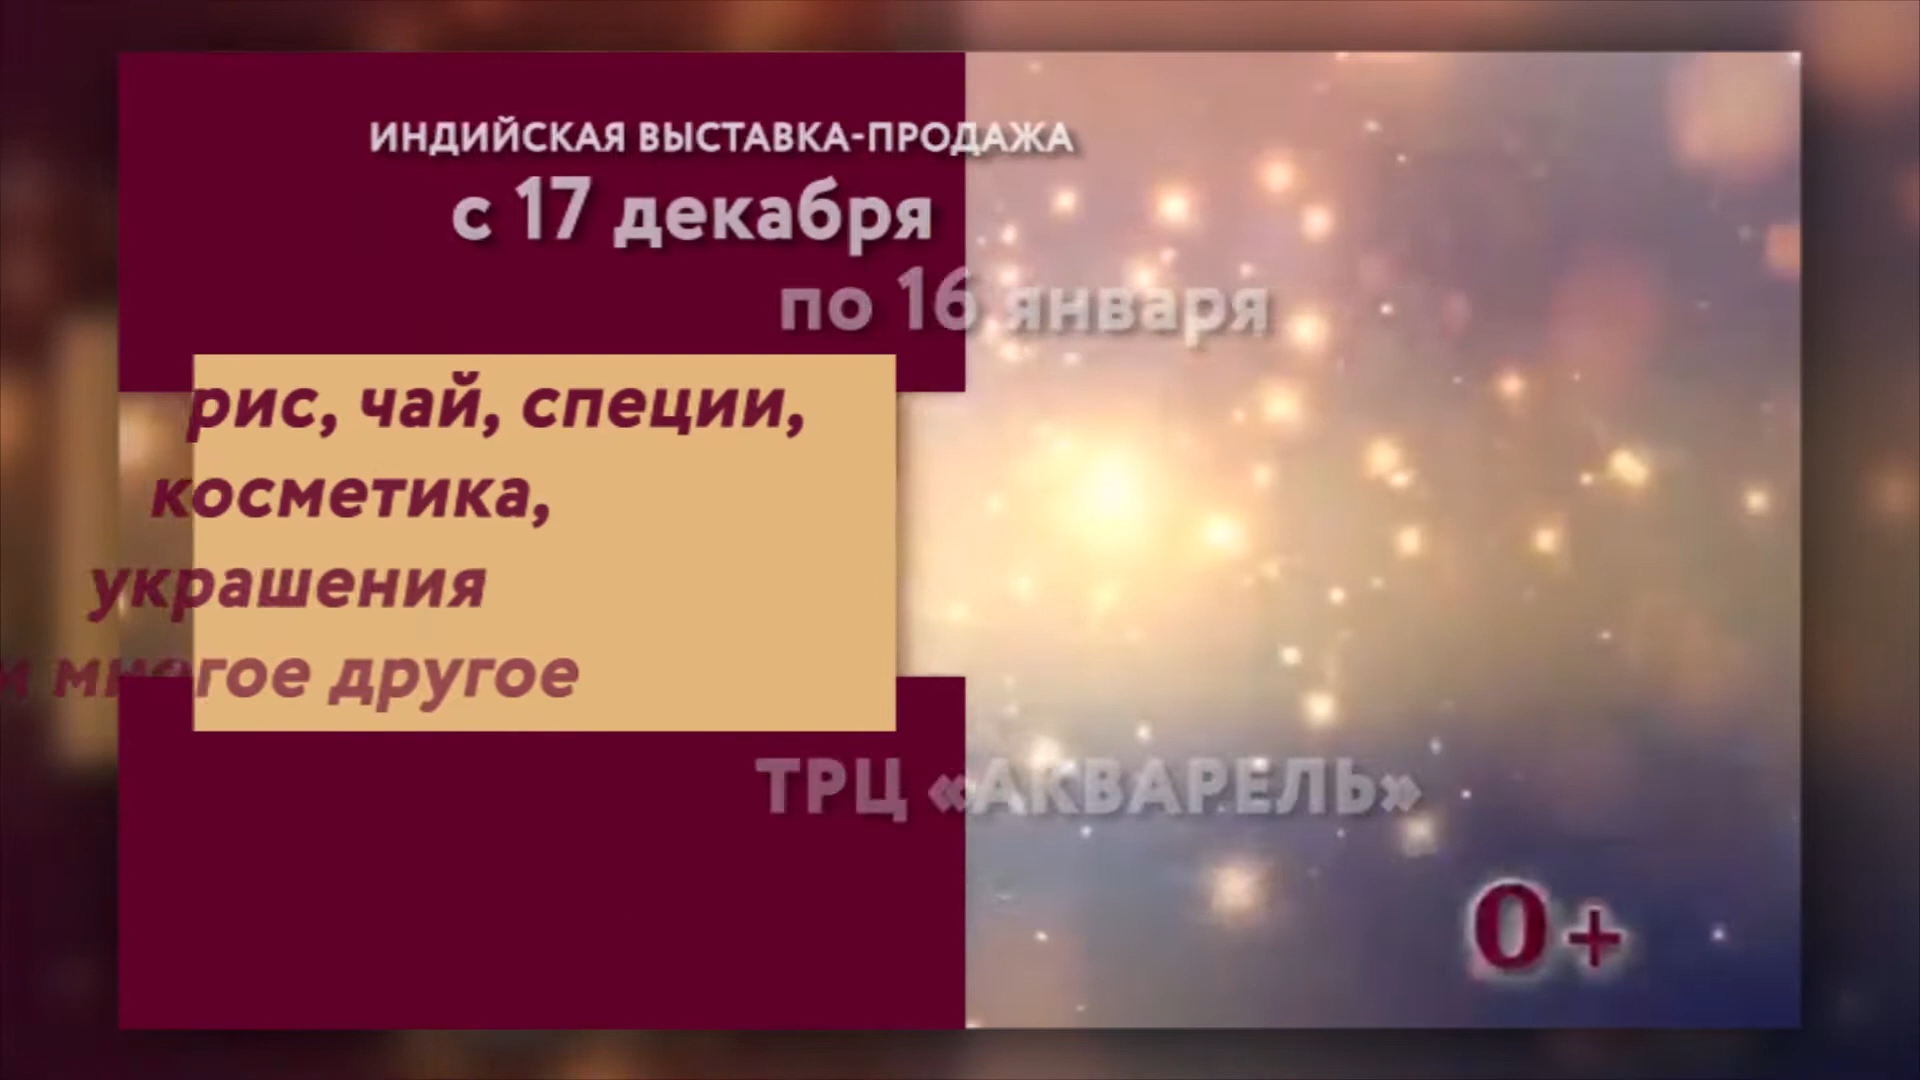 ИНДИЙСКАЯ ВЫСТАВКА-ПРОДАЖА
с 17 декабря
по 16 января
рис, чай, специи,
косметика,
украшения
и многое другое
ТРЦ «АКВАРЕЛЬ»
0+